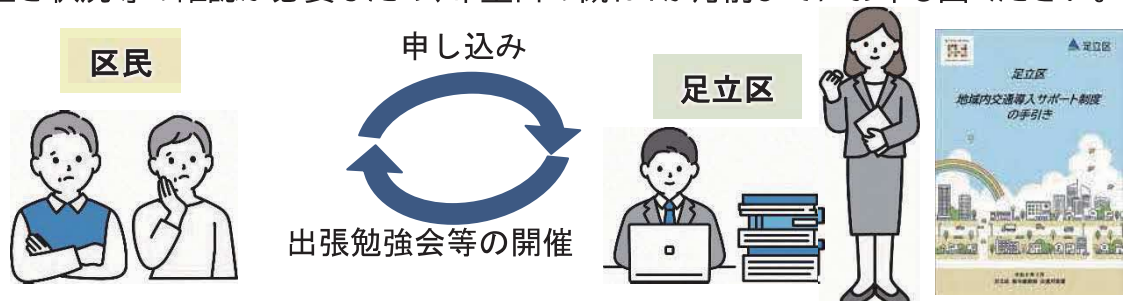 区民
申し込み
足立区
出張勉強会等の開催
足立区
足立区
地域内交通導入サポート制度
の手引き